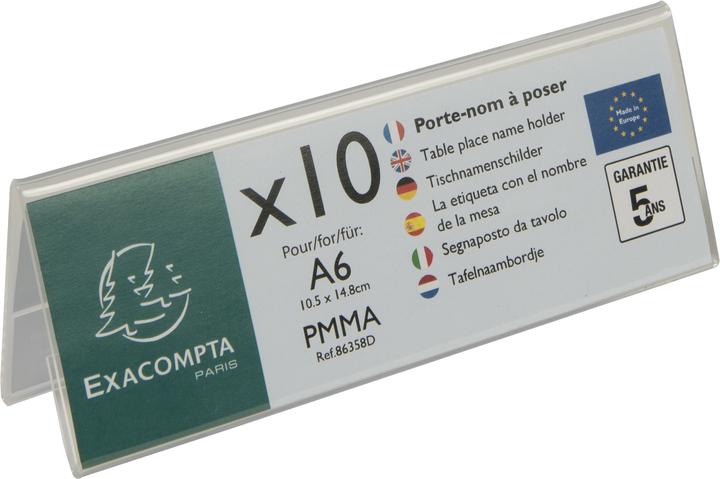 EXACOMPTA
PARIS
x10
Pour/for/für:
A6
10.5 x 14.8cm
PMMA
Ref.86358D
Porte-nom à poser
Table place name holder
Tischnamenschilder
La etiqueta con el nombre
de la mesa
Segnaposto da tavolo
Tafelnaambordje
Made in
Europe
GARANTIE
5 ANS